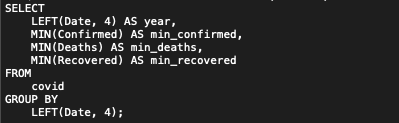 SELECT
    LEFT(Date, 4) AS year,
    MIN(Confirmed) AS min_confirmed,
    MIN(Deaths) AS min_deaths,
    MIN(Recovered) AS min_recovered
FROM
    covid
GROUP BY
    LEFT(Date, 4);